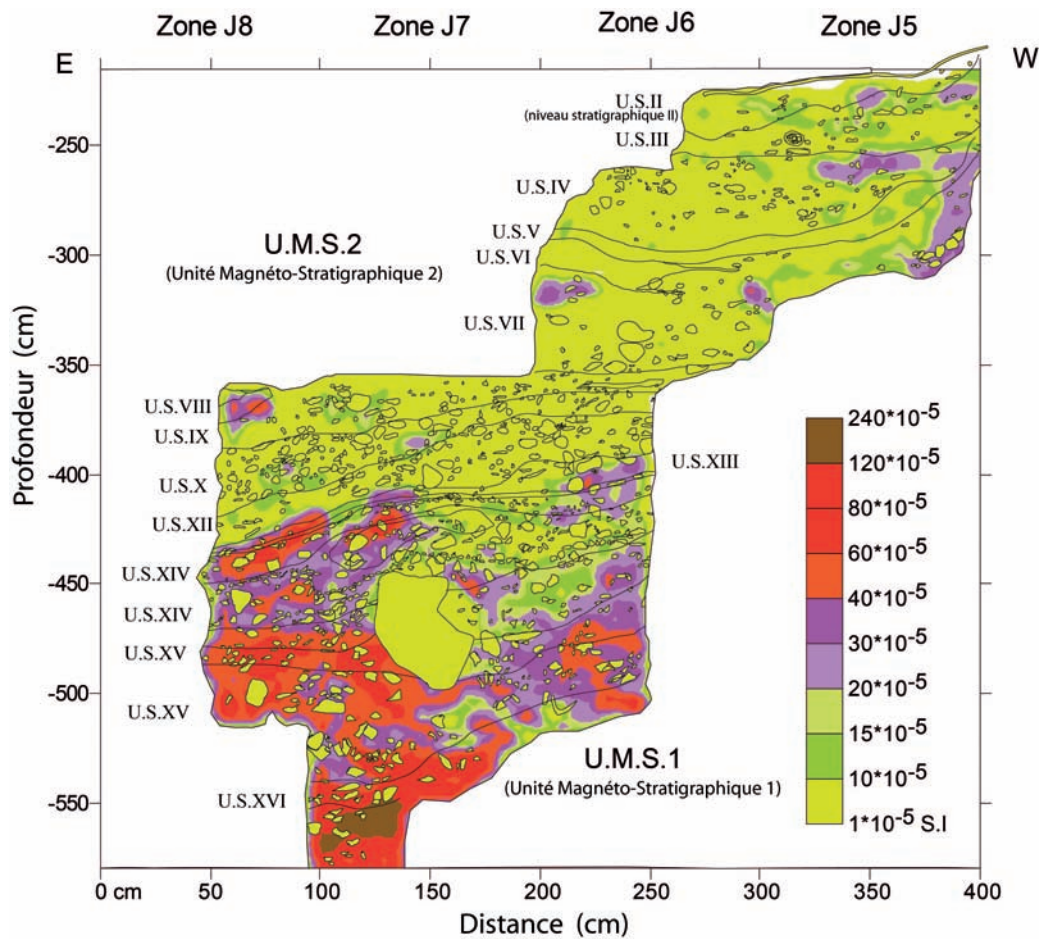 Zone J8 Zone J7 Zone J6 Zone J5
E W
U.S.II
(niveau stratigraphique II)
U.S.III
-250
U.S.IV
U.S.V
U.M.S.2
(Unité Magnéto-Stratigraphique 2)
U.S.VI
-300
U.S.VII
Profondeur (cm)
-350
U.S.VIII
U.S.IX
U.S.XIII
-400
U.S.X
U.S.XII
U.S.XIV
-450
U.S.XIV
U.S.XV
-500
U.S.XV
U.M.S.1
(Unité Magnéto-Stratigraphique 1)
U.S.XVI
-550
240*10-5
120*10-5
80*10-5
60*10-5
40*10-5
30*10-5
20*10-5
15*10-5
10*10-5
1*10-5 S.I
0 cm 50 100 150 200 250 300 350 400
Distance (cm)